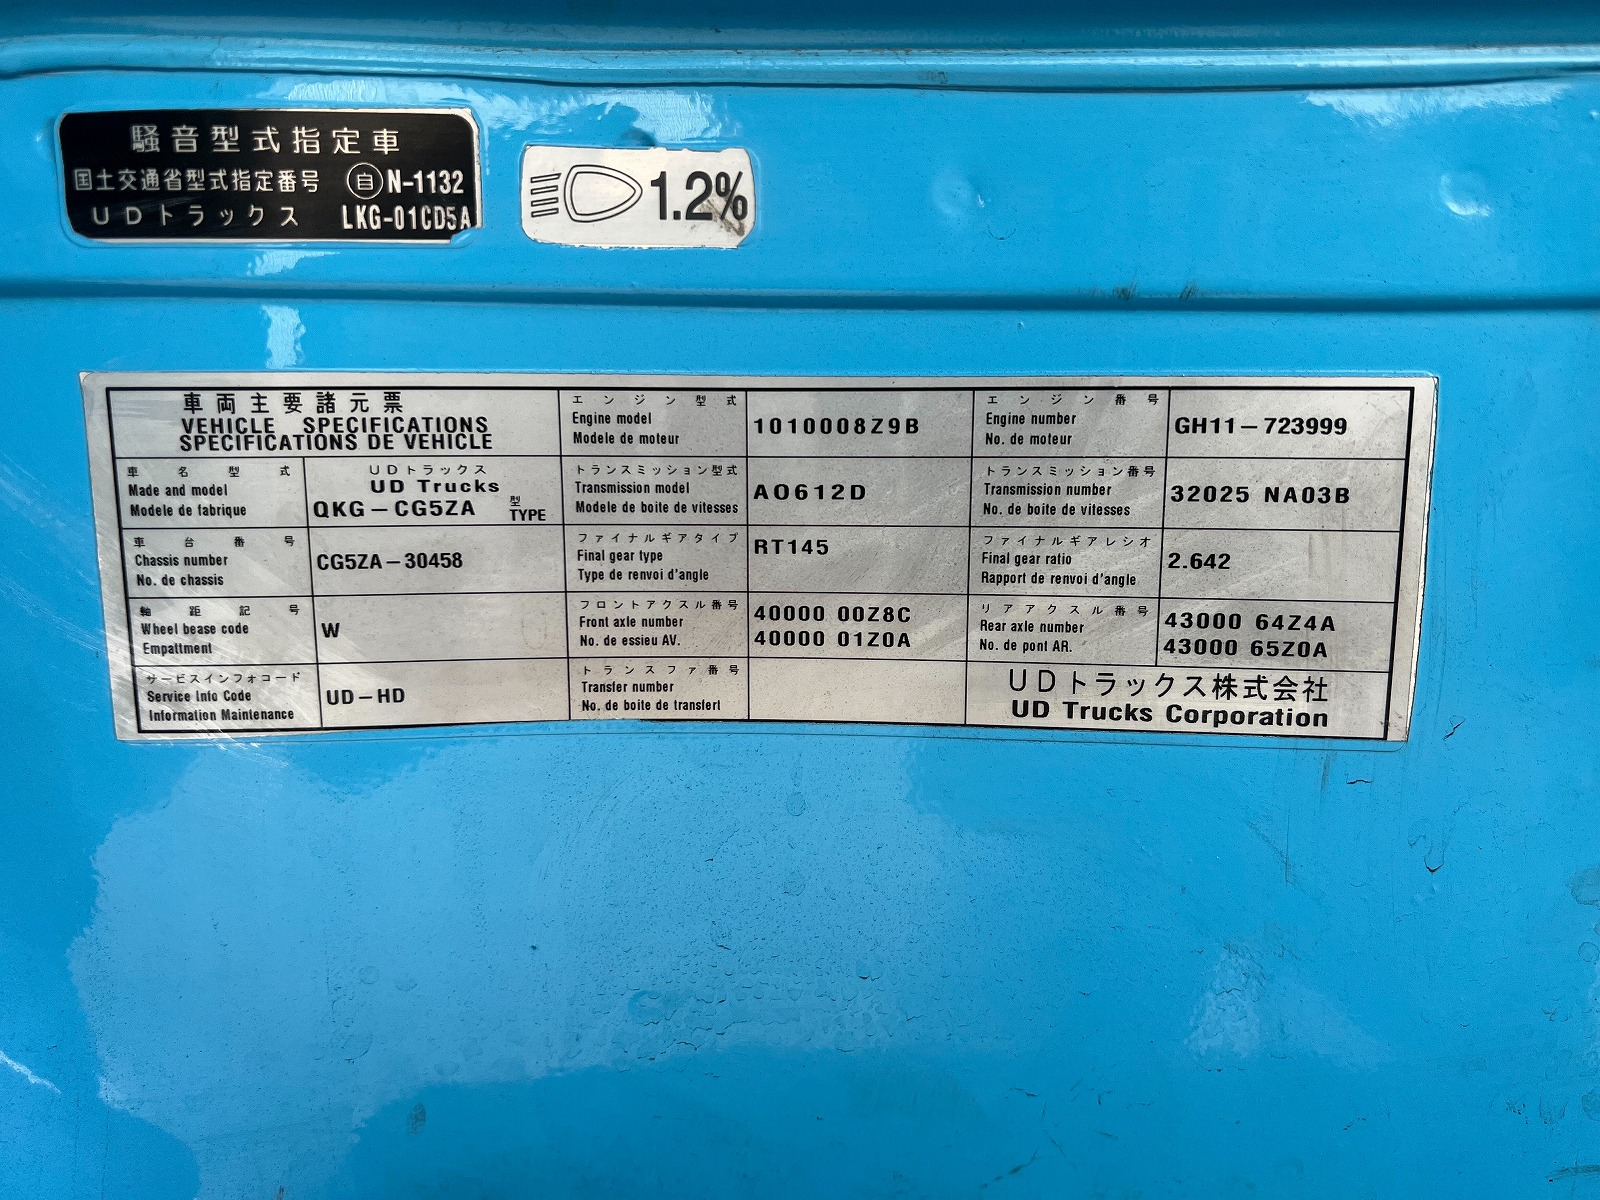 騒音型式指定車
国土交通省型式指定番号 自 N-1132
UDトラックス LKG-01CD5A
1.2%
車両主要諸元票
VEHICLE SPECIFICATIONS
SPECIFICATIONS DE VEHICLE
エンジン型式
Engine model
Modele de moteur
1010008Z9B
エンジン番号
Engine number
No. de moteur
GH11-723999
車名型式
Made and model
Modele de fabrique
UDトラックス
UD Trucks
QKG-CG5ZA 型 TYPE
トランスミッション型式
Transmission model
Modele de boite de vitesses
AO612D
トランスミッション番号
Transmission number
No. de boite de vitesses
32025 NA03B
車台番号
Chassis number
No. de chassis
CG5ZA-30458
ファイナルギアタイプ
Final gear type
Type de renvoi d'angle
RT145
ファイナルギアレシオ
Final gear ratio
Rapport de renvoi d'angle
2.642
軸距記号
Wheel bease code
Empattment
W
フロントアクスル番号
Front axle number
No. de essieu AV.
40000 00Z8C
40000 01Z0A
リアアクスル番号
Rear axle number
No. de pont AR.
43000 64Z4A
43000 65Z0A
サービスインフォコード
Service Info Code
Information Maintenance
UD-HD
トランスファ番号
Transfer number
No. de boite de transfert
UDトラックス株式会社
UD Trucks Corporation